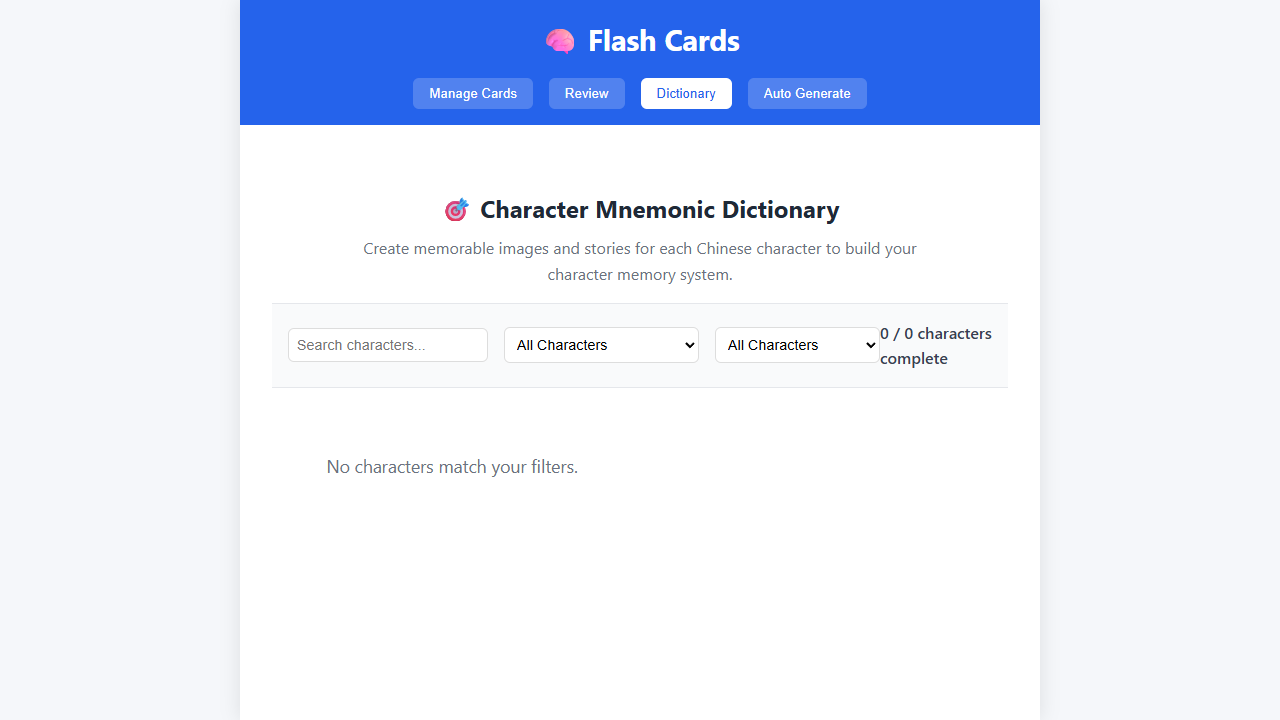 🧠 Flash Cards
Manage Cards
Review
Dictionary
Auto Generate
🎯 Character Mnemonic Dictionary
Create memorable images and stories for each Chinese character to build your
character memory system.
Search characters...
All Characters
All Characters
0 / 0 characters
complete
No characters match your filters.